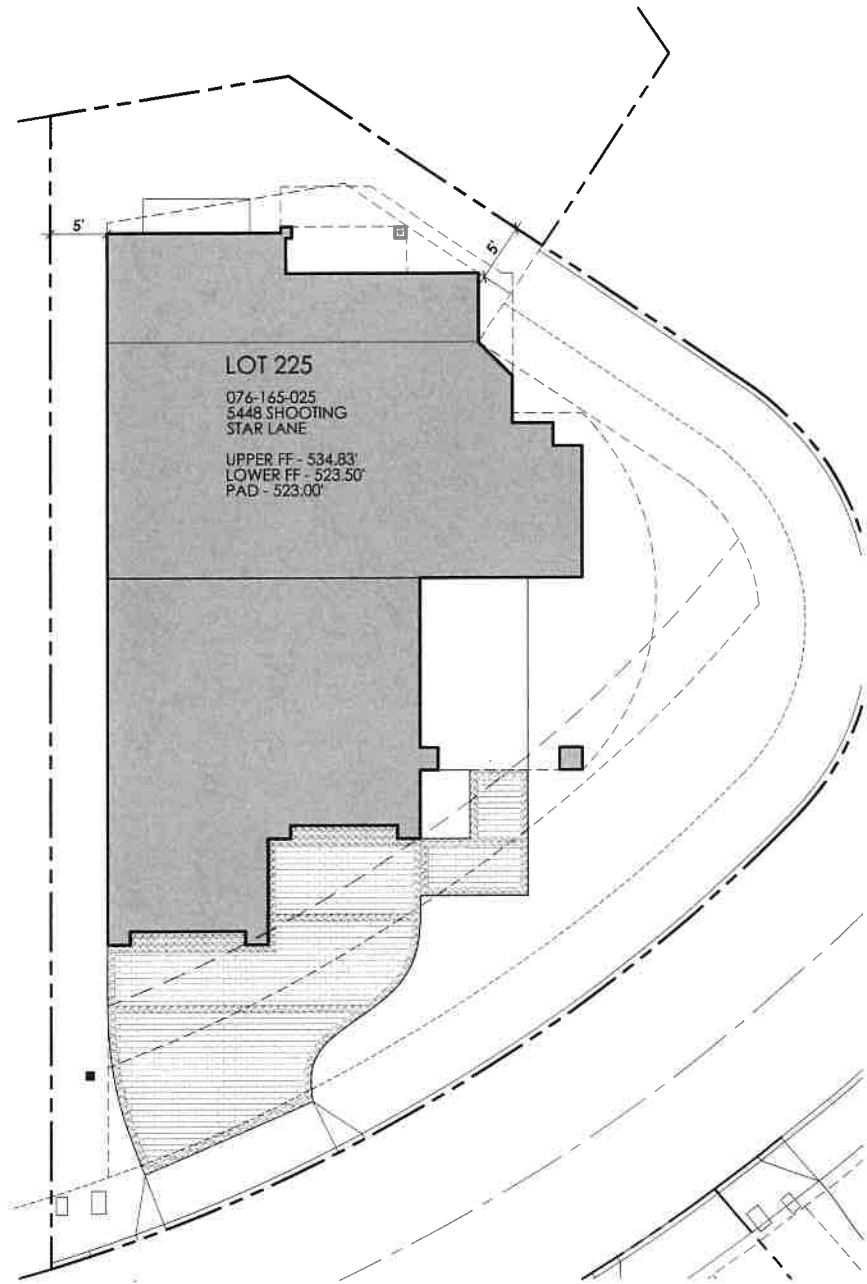 5'
5'
LOT 225
076-165-025
5448 SHOOTING
STAR LANE
UPPER FF - 534.83'
LOWER FF - 523.50'
PAD - 523.00'